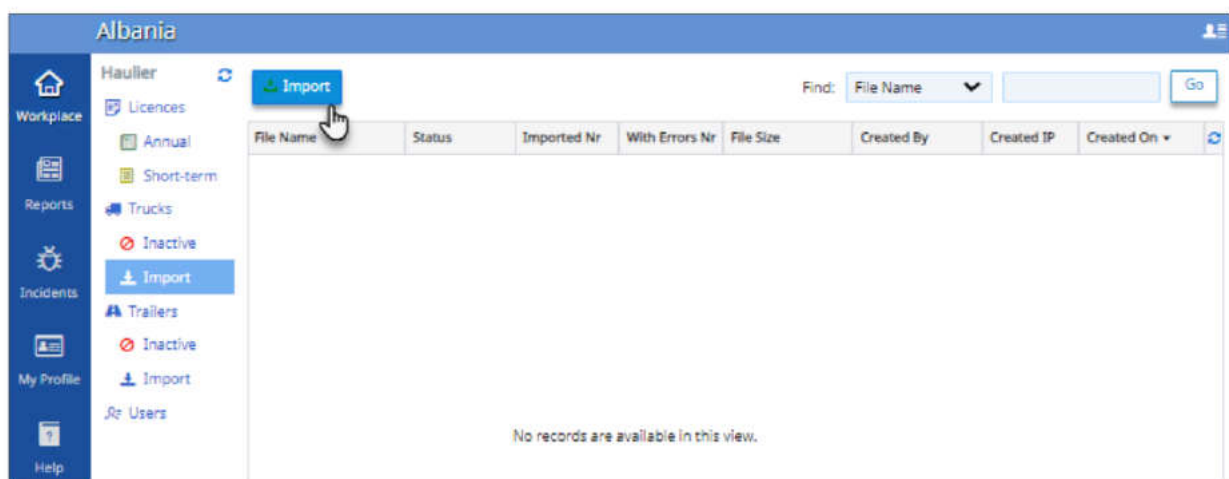 Albania
Workplace
Reports
Incidents
My Profile
Help
Haulier
Licences
Annual
Short-term
Trucks
Inactive
Import
Trailers
Inactive
Import
Users
Import
Find: File Name Go
File Name Status Imported Nr With Errors Nr File Size Created By Created IP Created On
No records are available in this view.